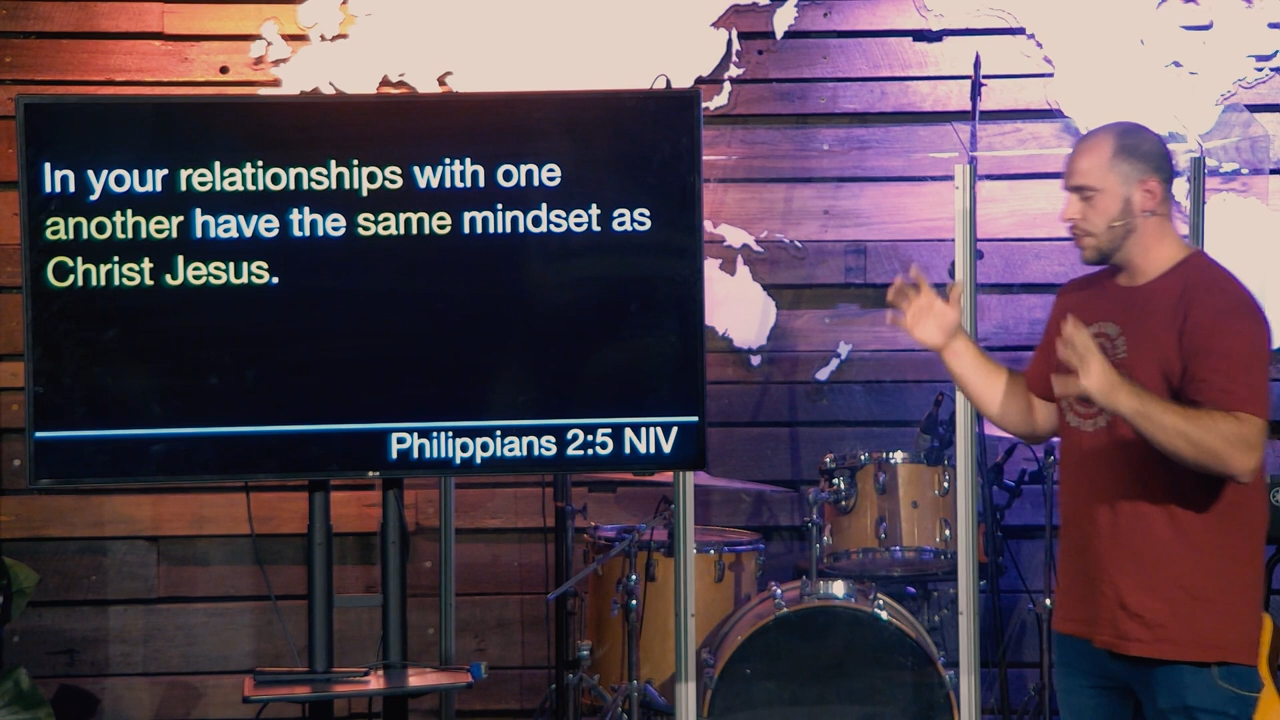 In your relationships with one
another have the same mindset as
Christ Jesus.
Philippians 2:5 NIV